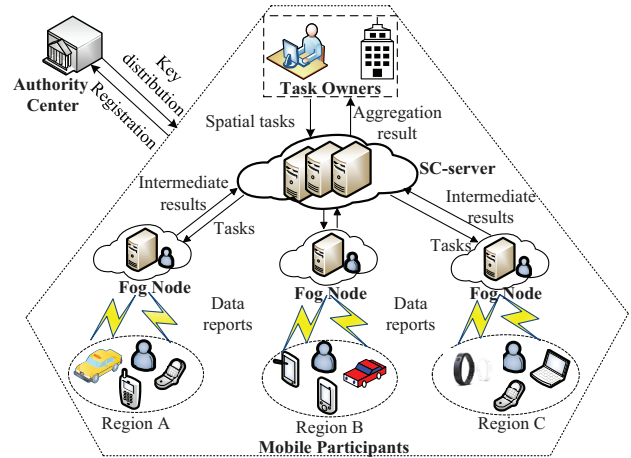 Authority
Center
Key
distribution
Registration
Task Owners
Spatial tasks
Aggregation
result
SC-server
Intermediate
results
Tasks
Intermediate
results
Tasks
Fog Node
Fog Node
Fog Node
Data
reports
Data
reports
Region A
Region B
Region C
Mobile Participants